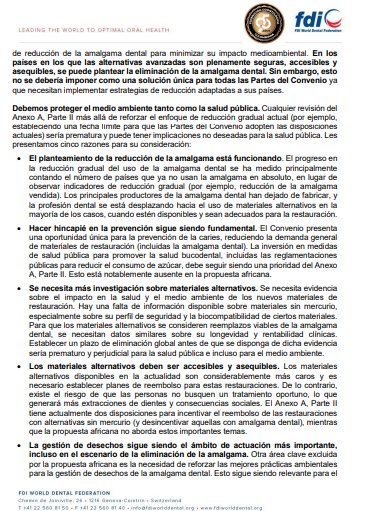 LEADING THE WORLD TO OPTIMAL ORAL HEALTH
fdi
FDI World Dental Federation
de reducción de la amalgama dental para minimizar su impacto medioambiental. En los
países en los que las alternativas avanzadas son plenamente seguras, accesibles y
asequibles, se puede plantear la eliminación de la amalgama dental. Sin embargo, esto
no se debería imponer como una solución única para todas las Partes del Convenio ya
que necesitan implementar estrategias de reducción adaptadas a sus países.
Debemos proteger el medio ambiente tanto como la salud pública. Cualquier revisión del
Anexo A, Parte II más allá de reforzar el enfoque de reducción gradual actual (por ejemplo,
estableciendo una fecha límite para que las Partes del Convenio adopten las disposiciones
actuales) sería prematura y puede tener implicaciones no deseadas para la salud pública. Les
presentamos cinco razones para su consideración:
• El planteamiento de la reducción de la amalgama está funcionando. El progreso en
la reducción gradual del uso de la amalgama dental se ha medido principalmente
contando el número de países que ya no usan la amalgama en absoluto, en lugar de
observar indicadores de reducción gradual (por ejemplo, reducción de la amalgama
vendida). Los principales productores de la amalgama dental han dejado de fabricar, y
la profesión dental se está desplazando hacia el uso de materiales alternativos en la
mayoría de los casos, cuando estén disponibles y sean adecuados para la restauración.
• Hacer hincapié en la prevención sigue siendo fundamental. El Convenio presenta
una oportunidad única para la prevención de la caries, reduciendo la demanda general
de materiales de restauración (incluidas la amalgama dental). La inversión en medidas
de salud pública para promover la salud bucodental, incluidas las reglamentaciones
públicas para reducir el consumo de azúcar, debe seguir siendo una prioridad del Anexo
A, Parte II. Esto está notablemente ausente en la propuesta africana.
• Se necesita más investigación sobre materiales alternativos. Se necesita evidencia
sobre el impacto en la salud y el medio ambiente de los nuevos materiales de
restauración. Hay una falta de información disponible sobre materiales sin mercurio,
especialmente sobre su perfil de seguridad y la biocompatibilidad de ciertos materiales.
Para que los materiales alternativos se consideren reemplazos viables de la amalgama
dental, se necesitan datos similares sobre su longevidad y rentabilidad clínicas.
Establecer un plazo de eliminación global antes de que se disponga de dicha evidencia
sería prematuro y perjudicial para la salud pública e incluso para el medio ambiente.
• Los materiales alternativos deben ser accesibles y asequibles. Los materiales
alternativos disponibles en la actualidad son considerablemente más caros y es
necesario establecer planes de reembolso para estas restauraciones. De lo contrario,
existe el riesgo de que las personas no busquen un tratamiento oportuno, lo que
generará más extracciones de dientes y consecuencias sociales. El Anexo A, Parte II
tiene actualmente dos disposiciones para incentivar el reembolso de las restauraciones
con alternativas sin mercurio (y desincentivar aquellas con amalgama dental), mientras
que la propuesta africana no aborda estos importantes temas.
• La gestión de desechos sigue siendo el ámbito de actuación más importante,
incluso en el escenario de la eliminación de la amalgama. Otra área clave excluida
por la propuesta africana es la necesidad de reforzar las mejores prácticas ambientales
para la gestión de desechos de la amalgama dental. Esto sigue siendo relevante para el
FDI WORLD DENTAL FEDERATION
Chemin de Joinville, 26 • 1216 Geneva-Cointrin • Switzerland
T +41 22 560 81 50 • F +41 22 560 81 40 • info@fdiworlddental.org • www.fdiworlddental.org